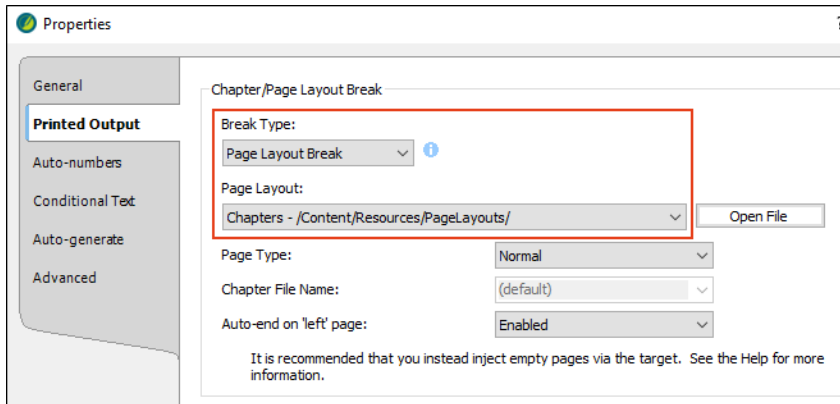 Properties
?
General
Printed Output
Auto-numbers
Conditional Text
Auto-generate
Advanced
Chapter/Page Layout Break
Break Type:
Page Layout Break
Page Layout:
Chapters - /Content/Resources/PageLayouts/
Open File
Page Type:
Normal
Chapter File Name:
(default)
Auto-end on 'left' page:
Enabled
It is recommended that you instead inject empty pages via the target. See the Help for more
information.